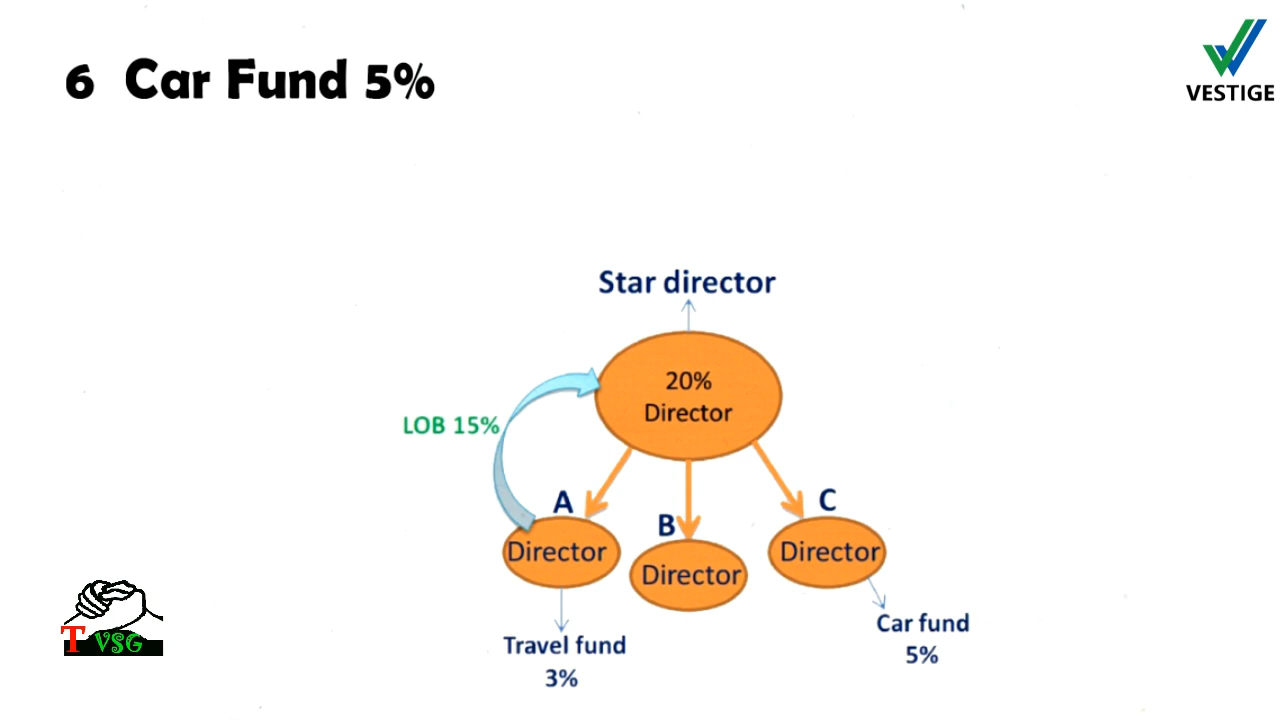 6 Car Fund 5%
VESTIGE
Star director
20%
Director
LOB 15%
A
B
C
Director
Director
Director
Travel fund
3%
Car fund
5%
T VSG